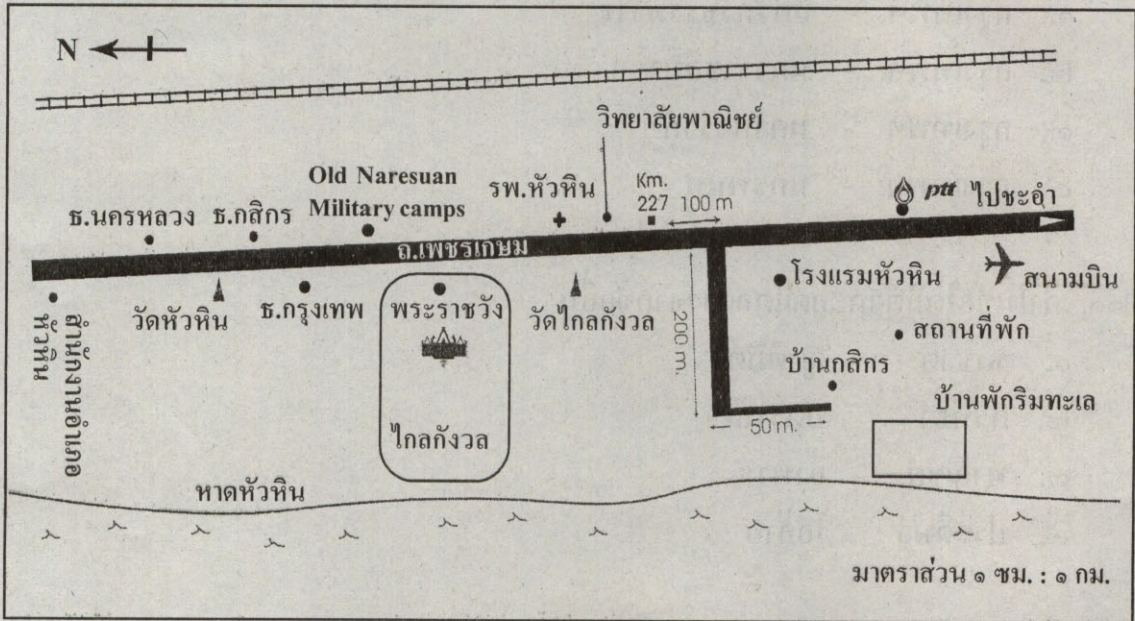 N
วิทยาลัยพาณิชย์
Old Naresuan
Military camps
รพ.หัวหิน
Km.
227
100 m
ptt
ไปชะอำ
ธ.นครหลวง
ธ.กสิกร
ถ.เพชรเกษม
โรงแรมหัวหิน
สนามบิน
วัดหัวหิน
ธ.กรุงเทพ
พระราชวัง
วัดไกลกังวล
สำนักงานอำเภอ
หัวหิน
200 m.
สถานที่พัก
บ้านกสิกร
บ้านพักริมทะเล
50 m.
ไกลกังวล
หาดหัวหิน
มาตราส่วน ๑ ซม. : ๑ กม.